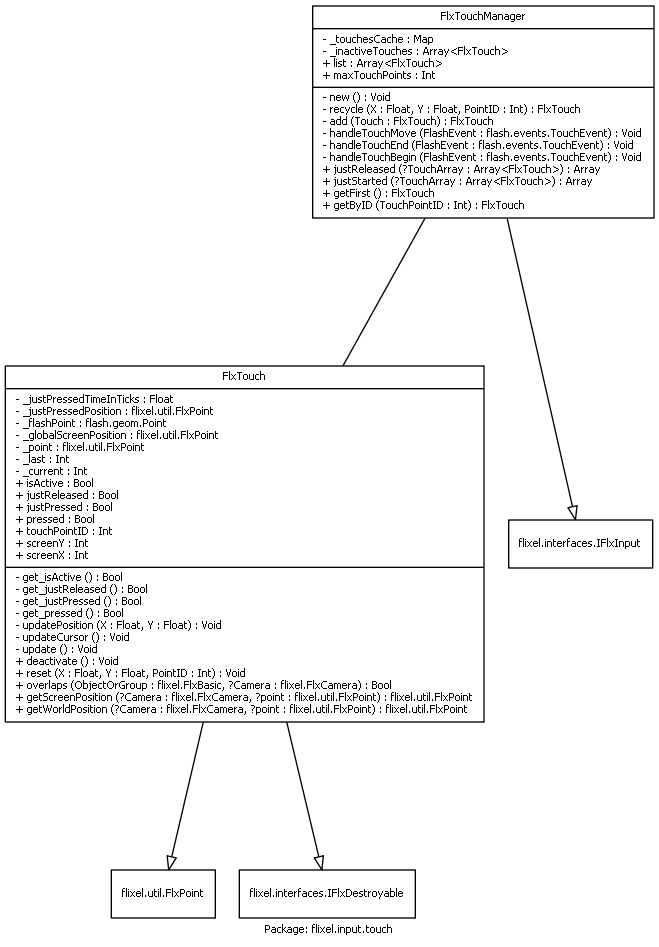 FlxTouchManager
- _touchesCache : Map
- _inactiveTouches : Array<FlxTouch>
+ list : Array<FlxTouch>
+ maxTouchPoints : Int
- new () : Void
- recycle (X : Float, Y : Float, PointID : Int) : FlxTouch
- add (Touch : FlxTouch) : FlxTouch
- handleTouchMove (FlashEvent : flash.events.TouchEvent) : Void
- handleTouchEnd (FlashEvent : flash.events.TouchEvent) : Void
- handleTouchBegin (FlashEvent : flash.events.TouchEvent) : Void
+ justReleased (?TouchArray : Array<FlxTouch>) : Array
+ justStarted (?TouchArray : Array<FlxTouch>) : Array
+ getFirst () : FlxTouch
+ getByID (TouchPointID : Int) : FlxTouch
FlxTouch
- _justPressedTimeInTicks : Float
- _justPressedPosition : flixel.util.FlxPoint
- _flashPoint : flash.geom.Point
- _globalScreenPosition : flixel.util.FlxPoint
- _point : flixel.util.FlxPoint
- _last : Int
- _current : Int
+ isActive : Bool
+ justReleased : Bool
+ justPressed : Bool
+ pressed : Bool
+ touchPointID : Int
+ screenY : Int
+ screenX : Int
- get_isActive () : Bool
- get_justReleased () : Bool
- get_justPressed () : Bool
- get_pressed () : Bool
- updatePosition (X : Float, Y : Float) : Void
- updateCursor () : Void
- update () : Void
+ deactivate () : Void
+ reset (X : Float, Y : Float, PointID : Int) : Void
+ overlaps (ObjectOrGroup : flixel.FlxBasic, ?Camera : flixel.FlxCamera) : Bool
+ getScreenPosition (?Camera : flixel.FlxCamera, ?point : flixel.util.FlxPoint) : flixel.util.FlxPoint
+ getWorldPosition (?Camera : flixel.FlxCamera, ?point : flixel.util.FlxPoint) : flixel.util.FlxPoint
flixel.interfaces.IFlxInput
flixel.util.FlxPoint
flixel.interfaces.IFlxDestroyable
Package: flixel.input.touch